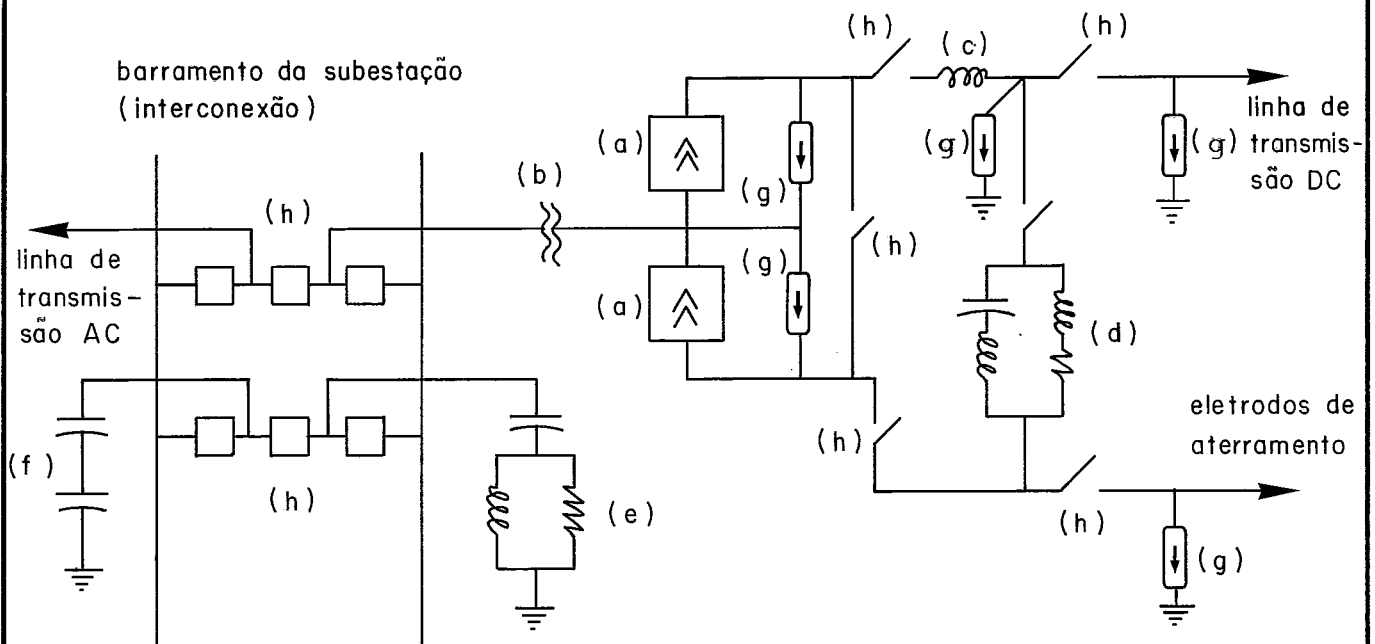 barramento da subestação
(interconexão)
(h)
(c)
(h)
(a)
(g)
(g)
(g)
linha de
transmis-
são DC
(b)
(h)
(g)
(h)
linha de
transmis-
são AC
(a)
(d)
(f)
(h)
(e)
(h)
eletrodos de
aterramento
(h)
(g)